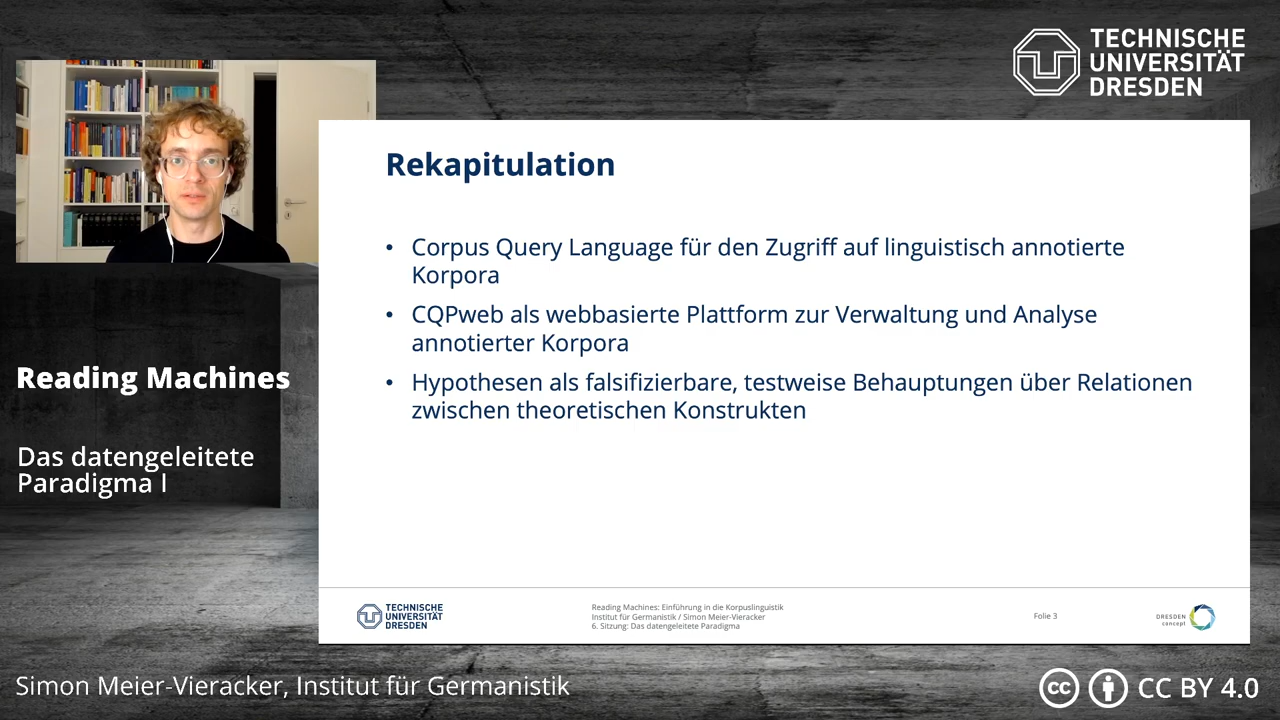 TECHNISCHE
UNIVERSITÄT
DRESDEN
Rekapitulation
• Corpus Query Language für den Zugriff auf linguistisch annotierte
Korpora
• CQPweb als webbasierte Plattform zur Verwaltung und Analyse
annotierter Korpora
• Hypothesen als falsifizierbare, testweise Behauptungen über Relationen
zwischen theoretischen Konstrukten
Reading Machines
Das datengeleitete
Paradigma I
TECHNISCHE
UNIVERSITÄT
DRESDEN
Reading Machines: Einführung in die Korpuslinguistik
Institut für Germanistik / Simon Meier-Vieracker
6. Sitzung: Das datengeleitete Paradigma
Folie 3
DRESDEN
concept
Simon Meier-Vieracker, Institut für Germanistik
cc CC BY 4.0